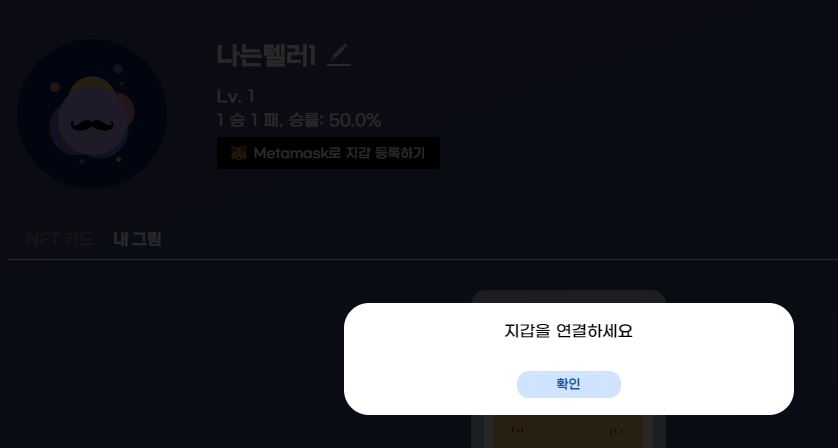 나는텔러1
Lv. 1
1 승 1 패, 승률: 50.0%
Metamask로 지갑 등록하기
NFT 카드 내 그림
지갑을 연결하세요
확인